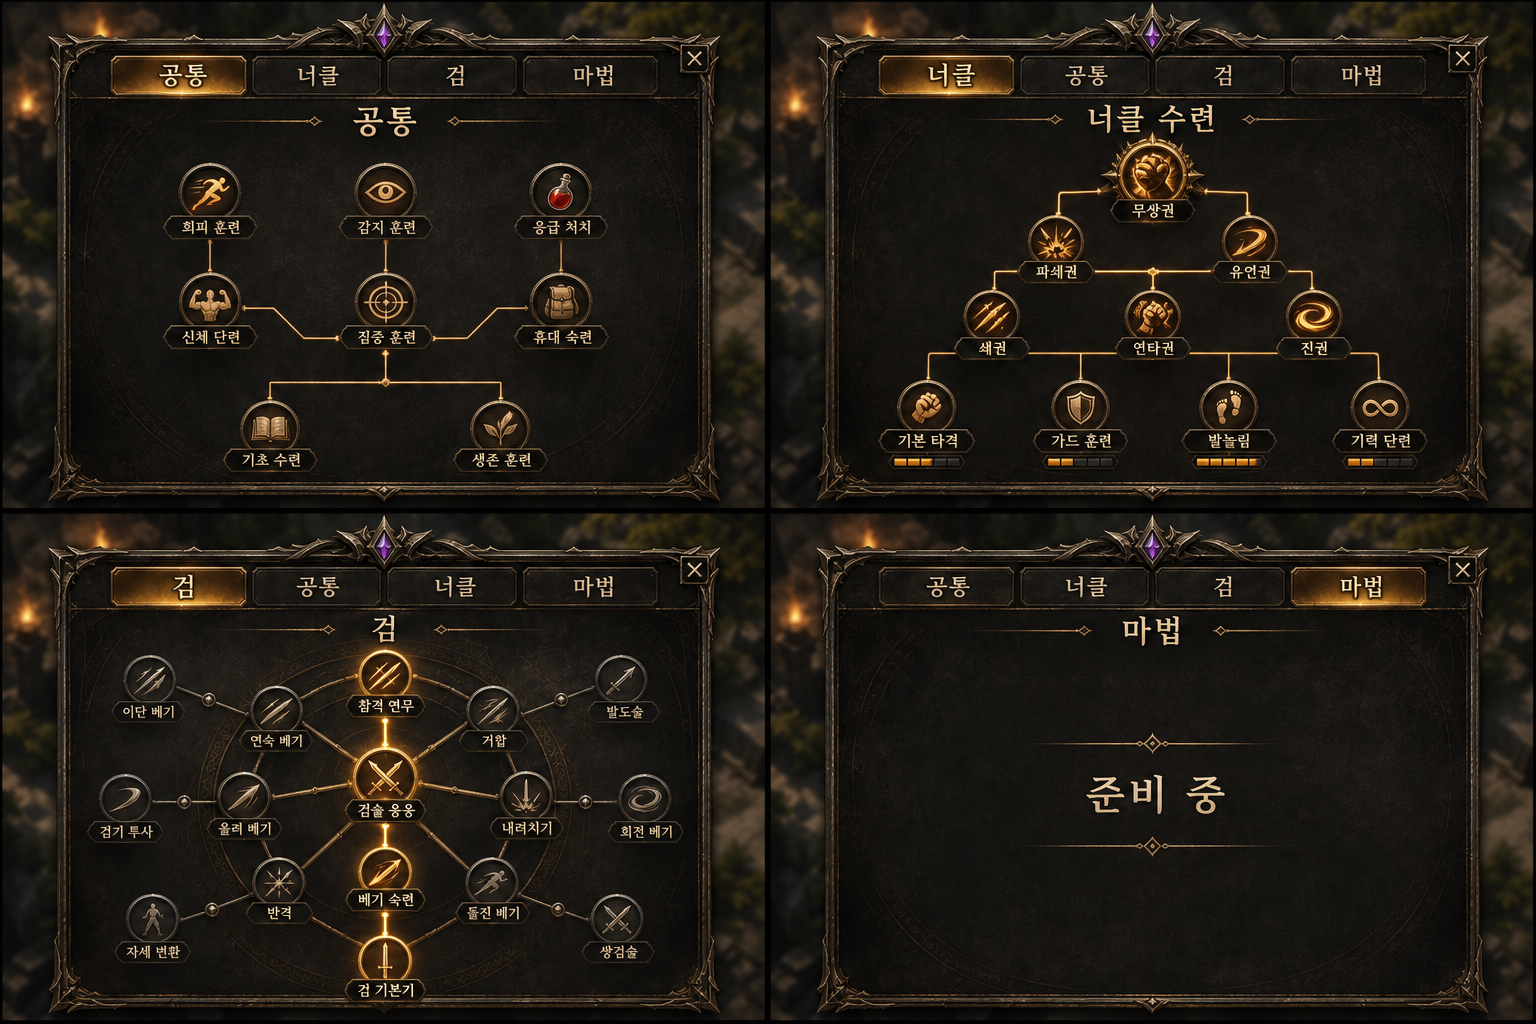 공통 너클 검 마법
공통
회피 훈련 감지 훈련 응급 처치
신체 단련 집중 훈련 휴대 숙련
기초 수련 생존 훈련
너클 공통 검 마법
너클 수련
무상권
파쇄권 유연권
쇄권 연타권 진권
기본 타격 가드 훈련 발놀림 기력 단련
검 공통 너클 마법
검
참격 연무
이단 베기 발도술
연속 베기 거합
검술 응용
검기 투사 올려 베기 내려치기 회전 베기
베기 숙련
반격 돌진 베기
자세 변환 쌍검술
검 기본기
공통 너클 검 마법
마법
준비 중